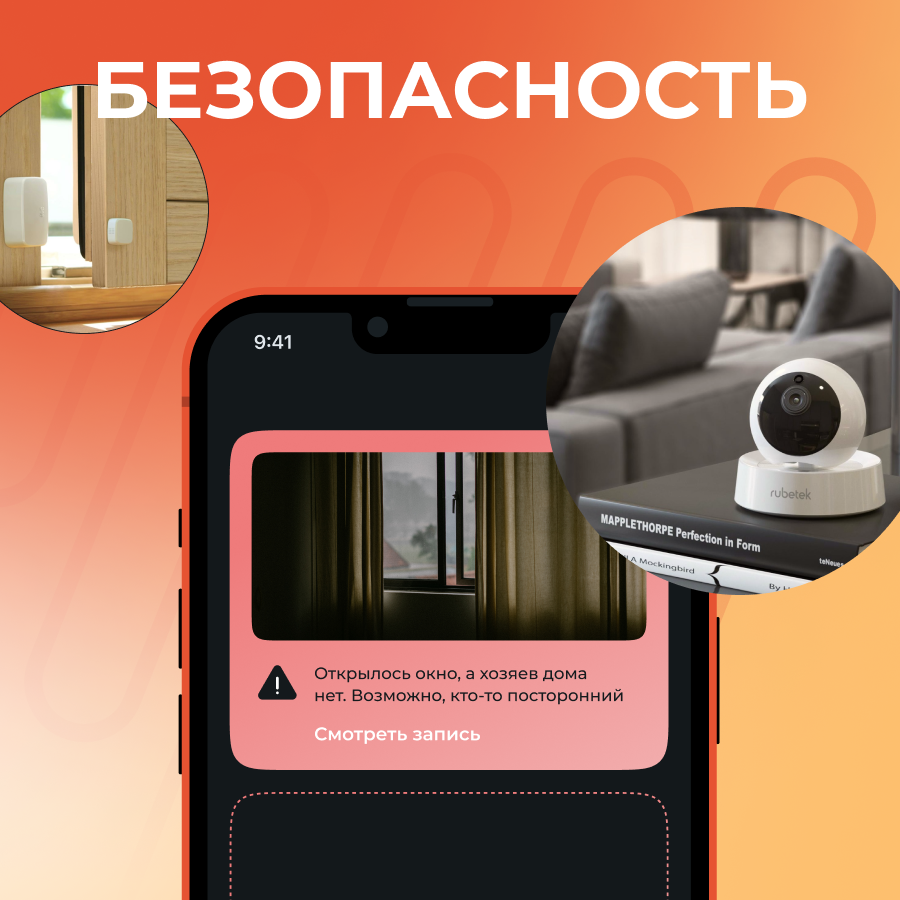 БЕЗОПАСНОСТЬ
9:41
rubetek
MAPPLETHORPE Perfection in Form
teNeues
A Mockingbird
By
Открылось окно, а хозяев дома
нет. Возможно, кто-то посторонний
Смотреть запись